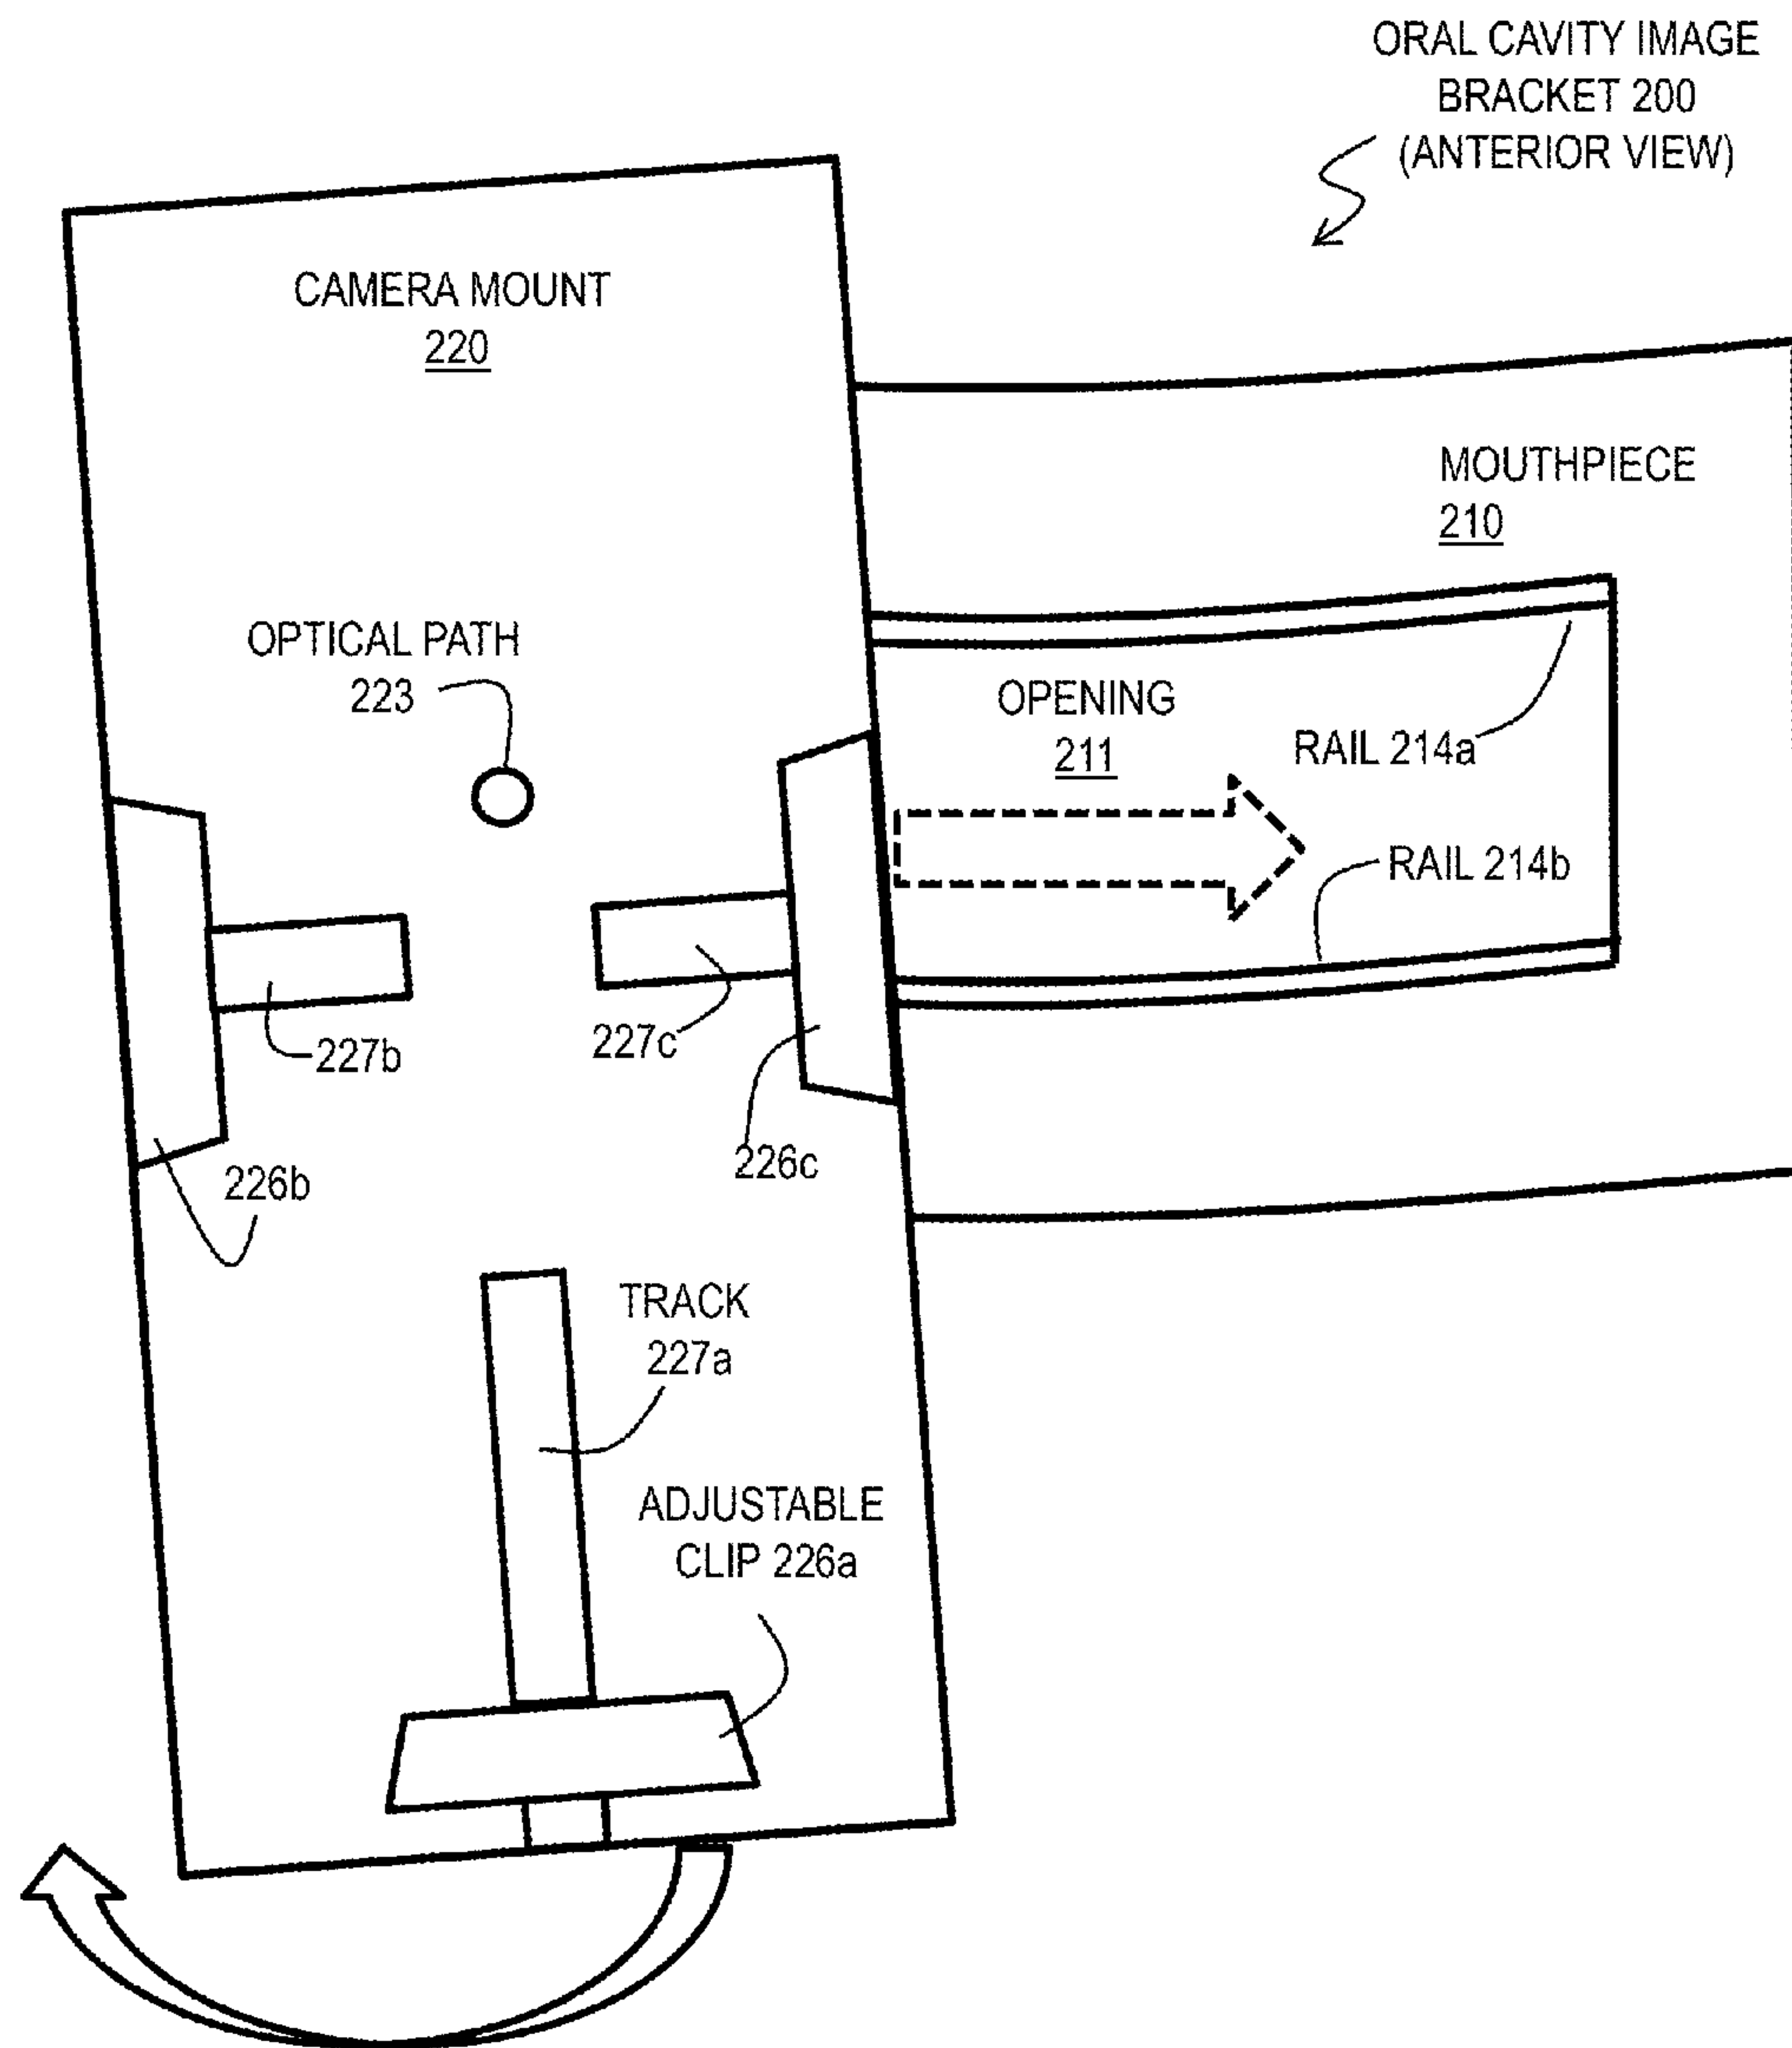 ORAL CAVITY IMAGE
BRACKET 200
(ANTERIOR VIEW)
CAMERA MOUNT
220
MOUTHPIECE
210
OPTICAL PATH
223
OPENING
211
RAIL 214a
RAIL 214b
227b
227c
226b
226c
TRACK
227a
ADJUSTABLE
CLIP 226a